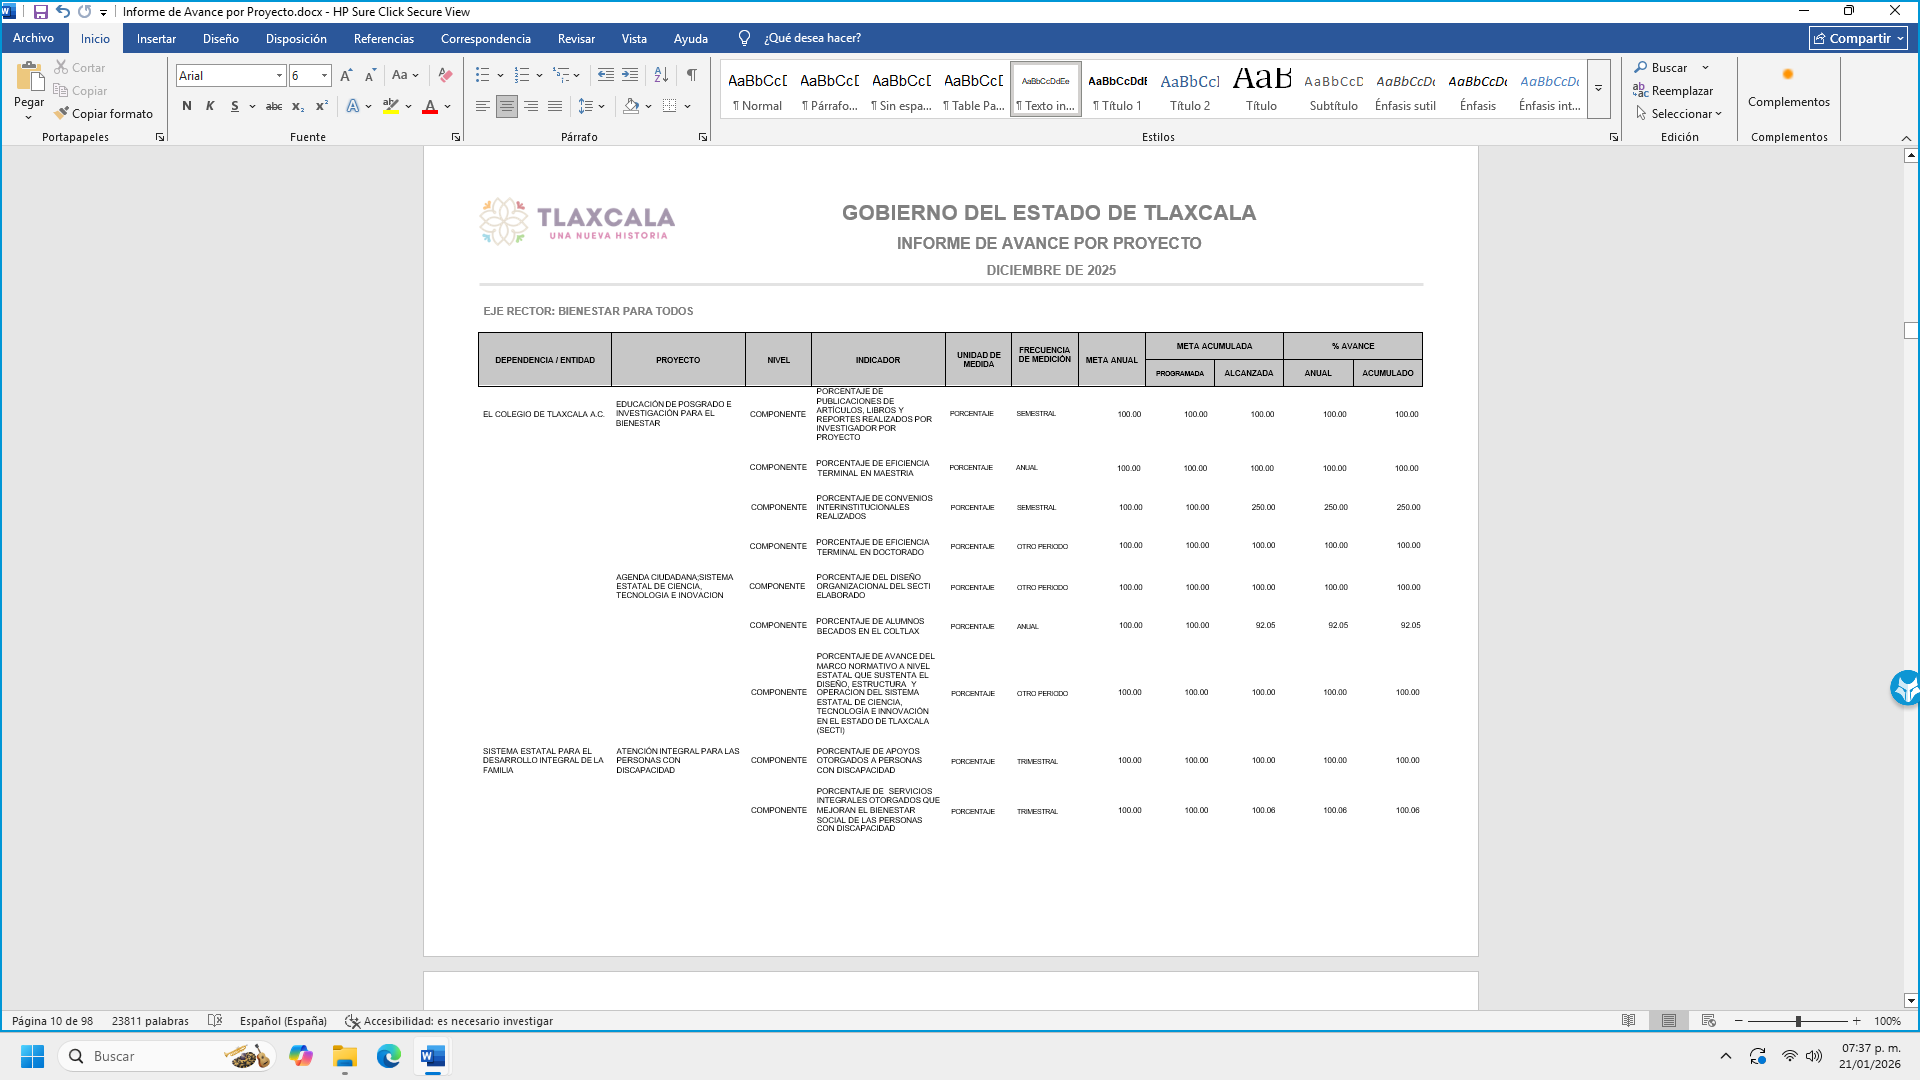 Informe de Avance por Proyecto.docx - HP Sure Click Secure View
Archivo Inicio Insertar Diseño Disposición Referencias Correspondencia Revisar Vista Ayuda ¿Qué desea hacer? Compartir
Pegar
Cortar
Copiar
Copiar formato
Portapapeles
Arial 6
Fuente
Párrafo
AaBbCcD ¶ Normal
AaBbCcD ¶ Párrafo...
AaBbCcD ¶ Sin espa...
AaBbCcD ¶ Table Pa...
AaBbCcDdEe ¶ Texto in...
AaBbCcDdE ¶ Título 1
AaBbCcI Título 2
AaB Título
AaBbCcD Subtítulo
AaBbCcDc Énfasis sutil
AaBbCcDc Énfasis
AaBbCcDc Énfasis int...
Estilos
Buscar
Reemplazar
Seleccionar
Edición
Complementos
Complementos
TLAXCALA
UNA NUEVA HISTORIA
GOBIERNO DEL ESTADO DE TLAXCALA
INFORME DE AVANCE POR PROYECTO
DICIEMBRE DE 2025
EJE RECTOR: BIENESTAR PARA TODOS
DEPENDENCIA / ENTIDAD PROYECTO NIVEL INDICADOR UNIDAD DE MEDIDA FRECUENCIA DE MEDICIÓN META ANUAL META ACUMULADA % AVANCE
PROGRAMADA ALCANZADA ANUAL ACUMULADO
EL COLEGIO DE TLAXCALA A.C. EDUCACIÓN DE POSGRADO E INVESTIGACIÓN PARA EL BIENESTAR COMPONENTE PORCENTAJE DE PUBLICACIONES DE ARTÍCULOS, LIBROS Y REPORTES REALIZADOS POR INVESTIGADOR POR PROYECTO PORCENTAJE SEMESTRAL 100.00 100.00 100.00 100.00 100.00
COMPONENTE PORCENTAJE DE EFICIENCIA TERMINAL EN MAESTRIA PORCENTAJE ANUAL 100.00 100.00 100.00 100.00 100.00
COMPONENTE PORCENTAJE DE CONVENIOS INTERINSTITUCIONALES REALIZADOS PORCENTAJE SEMESTRAL 100.00 100.00 250.00 250.00 250.00
COMPONENTE PORCENTAJE DE EFICIENCIA TERMINAL EN DOCTORADO PORCENTAJE OTRO PERIODO 100.00 100.00 100.00 100.00 100.00
AGENDA CIUDADANA;SISTEMA ESTATAL DE CIENCIA, TECNOLOGIA E INOVACION COMPONENTE PORCENTAJE DEL DISEÑO ORGANIZACIONAL DEL SECTI ELABORADO PORCENTAJE OTRO PERIODO 100.00 100.00 100.00 100.00 100.00
COMPONENTE PORCENTAJE DE ALUMNOS BECADOS EN EL COLTLAX PORCENTAJE ANUAL 100.00 100.00 92.05 92.05 92.05
COMPONENTE PORCENTAJE DE AVANCE DEL MARCO NORMATIVO A NIVEL ESTATAL QUE SUSTENTA EL DISEÑO, ESTRUCTURA Y OPERACION DEL SISTEMA ESTATAL DE CIENCIA, TECNOLOGÍA E INNOVACIÓN EN EL ESTADO DE TLAXCALA (SECTI) PORCENTAJE OTRO PERIODO 100.00 100.00 100.00 100.00 100.00
SISTEMA ESTATAL PARA EL DESARROLLO INTEGRAL DE LA FAMILIA ATENCIÓN INTEGRAL PARA LAS PERSONAS CON DISCAPACIDAD COMPONENTE PORCENTAJE DE APOYOS OTORGADOS A PERSONAS CON DISCAPACIDAD PORCENTAJE TRIMESTRAL 100.00 100.00 100.00 100.00 100.00
COMPONENTE PORCENTAJE DE SERVICIOS INTEGRALES OTORGADOS QUE MEJORAN EL BIENESTAR SOCIAL DE LAS PERSONAS CON DISCAPACIDAD PORCENTAJE TRIMESTRAL 100.00 100.00 100.06 100.06 100.06
Página 10 de 98 23811 palabras Español (España) Accesibilidad: es necesario investigar 100%
Buscar
07:37 p. m.
21/01/2026